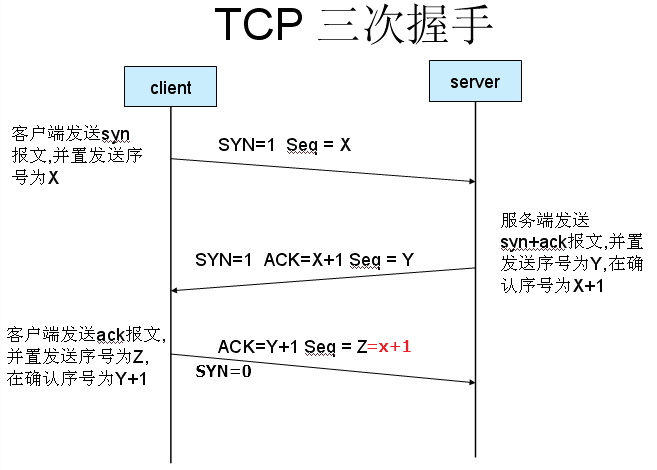 TCP 三次握手
client
server
客户端发送syn
报文,并置发送序
号为X
SYN=1 Seq = X
服务端发送
syn+ack报文,并置
发送序号为Y,在确
认序号为X+1
SYN=1 ACK=X+1 Seq = Y
客户端发送ack报文,
并置发送序号为Z,
在确认序号为Y+1
ACK=Y+1 Seq = Z=x+1
SYN=0